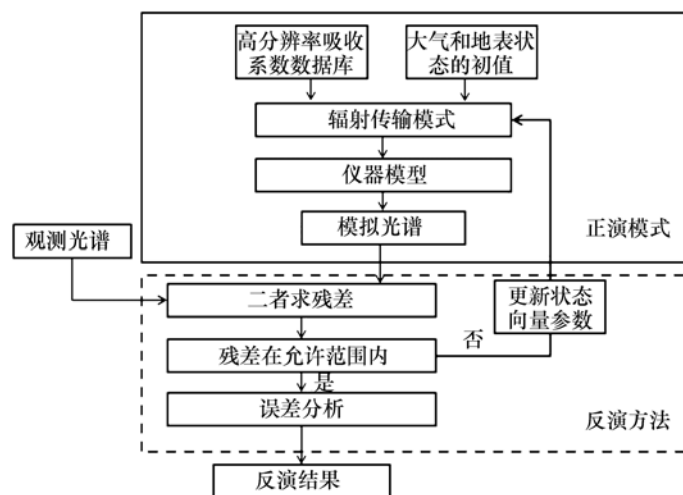 高分辨率吸收
系数数据库
大气和地表状
态的初值
辐射传输模式
仪器模型
模拟光谱
正演模式
观测光谱
二者求残差
更新状态
向量参数
否
残差在允许范围内
是
误差分析
反演方法
反演结果